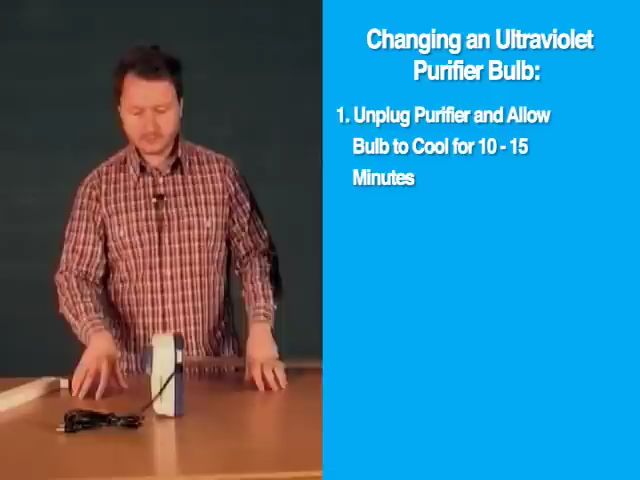 Changing an Ultraviolet
Purifier Bulb:
1. Unplug Purifier and Allow
Bulb to Cool for 10 - 15
Minutes